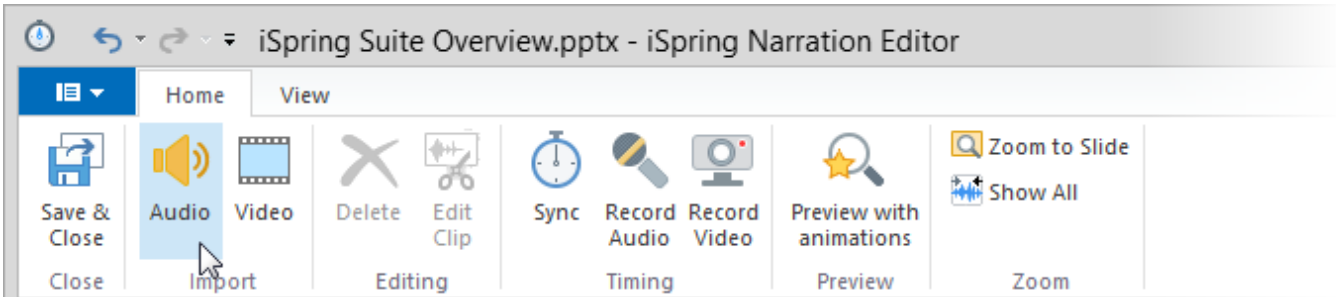 iSpring Suite Overview.pptx - iSpring Narration Editor
Home View
Save & Close
Audio
Video
Delete
Edit Clip
Sync
Record Audio
Record Video
Preview with animations
Zoom to Slide
Show All
Close
Import
Editing
Timing
Preview
Zoom